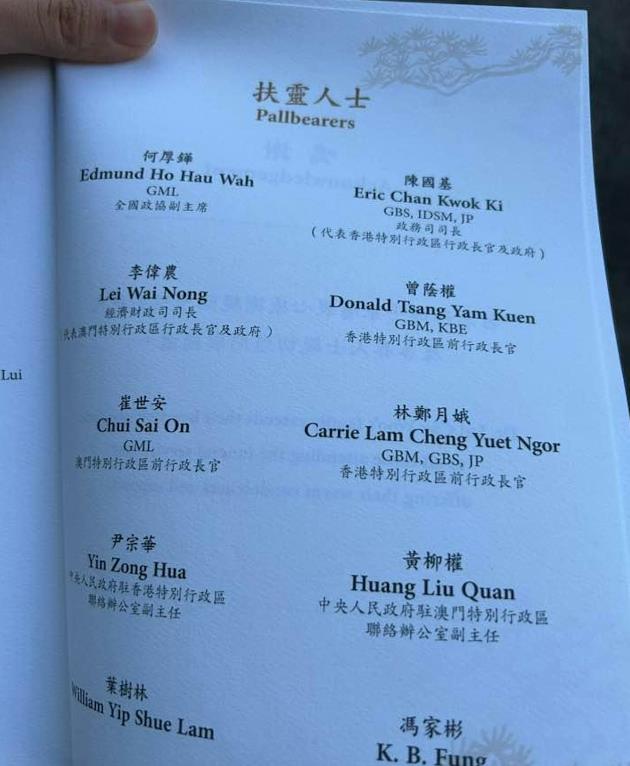 扶靈人士
Pallbearers
何厚鏵
Edmund Ho Hau Wah
GML
全國政協副主席
陳國基
Eric Chan Kwok Ki
GBS, IDSM, JP
政務司司長
(代表香港特別行政區行政長官及政府)
李偉農
Lei Wai Nong
經濟財政司司長
代表澳門特別行政區行政長官及政府)
曾蔭權
Donald Tsang Yam Kuen
GBM, KBE
香港特別行政區前行政長官
Lui
崔世安
Chui Sai On
GML
澳門特別行政區前行政長官
林鄭月娥
Carrie Lam Cheng Yuet Ngor
GBM, GBS, JP
香港特別行政區前行政長官
尹宗華
Yin Zong Hua
中央人民政府駐香港特別行政區
聯絡辦公室副主任
黃柳權
Huang Liu Quan
中央人民政府駐澳門特別行政區
聯絡辦公室副主任
葉樹林
William Yip Shue Lam
馮家彬
K. B. Fung